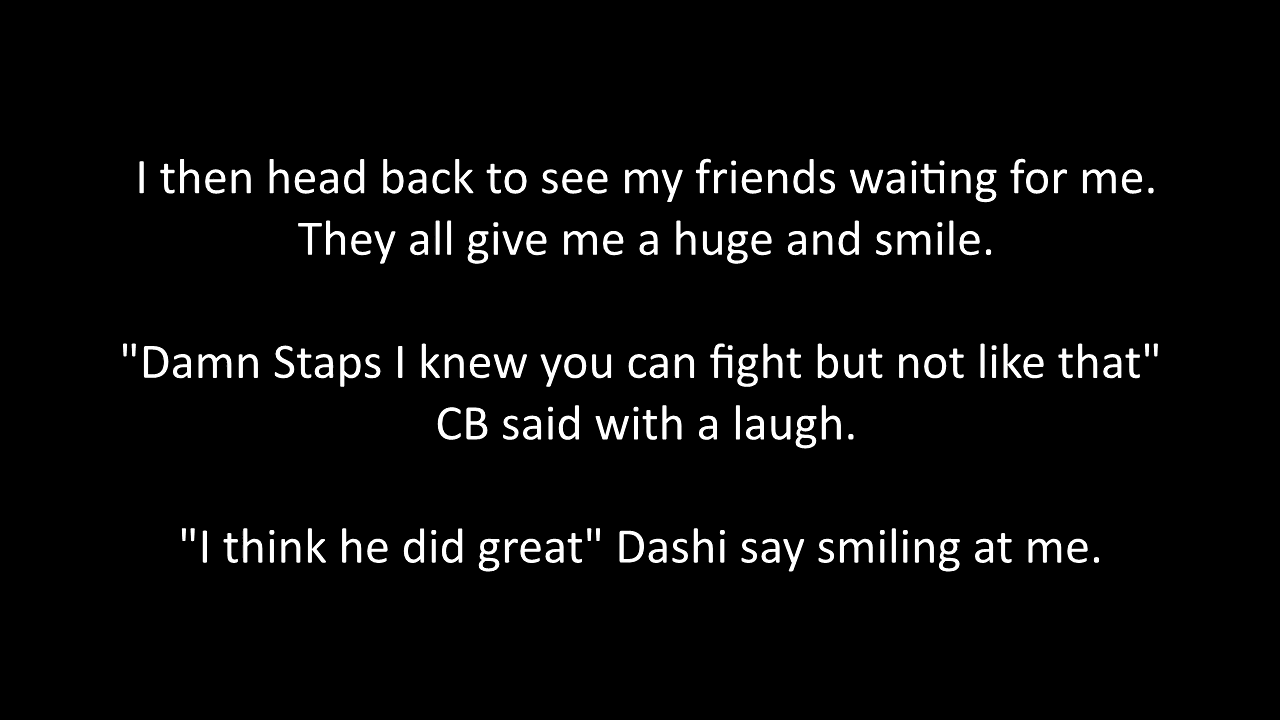 I then head back to see my friends waiting for me.
They all give me a huge and smile.
"Damn Staps I knew you can fight but not like that"
CB said with a laugh.
"I think he did great" Dashi say smiling at me.